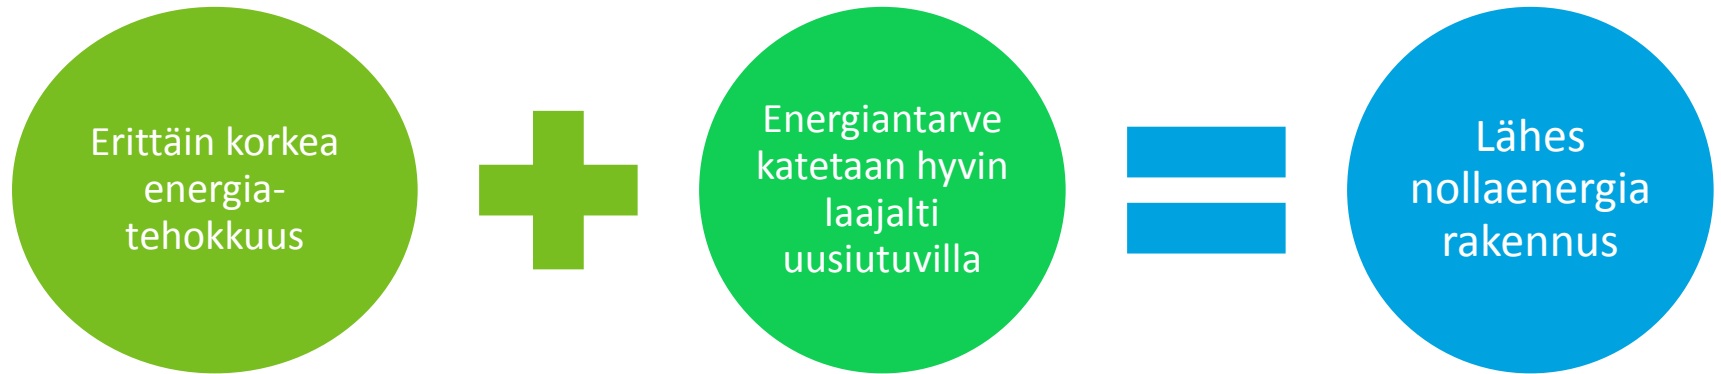 Erittäin korkea
energia-
tehokkuus
Energiantarve
katetaan hyvin
laajalti
uusiutuvilla
Lähes
nollaenergia
rakennus